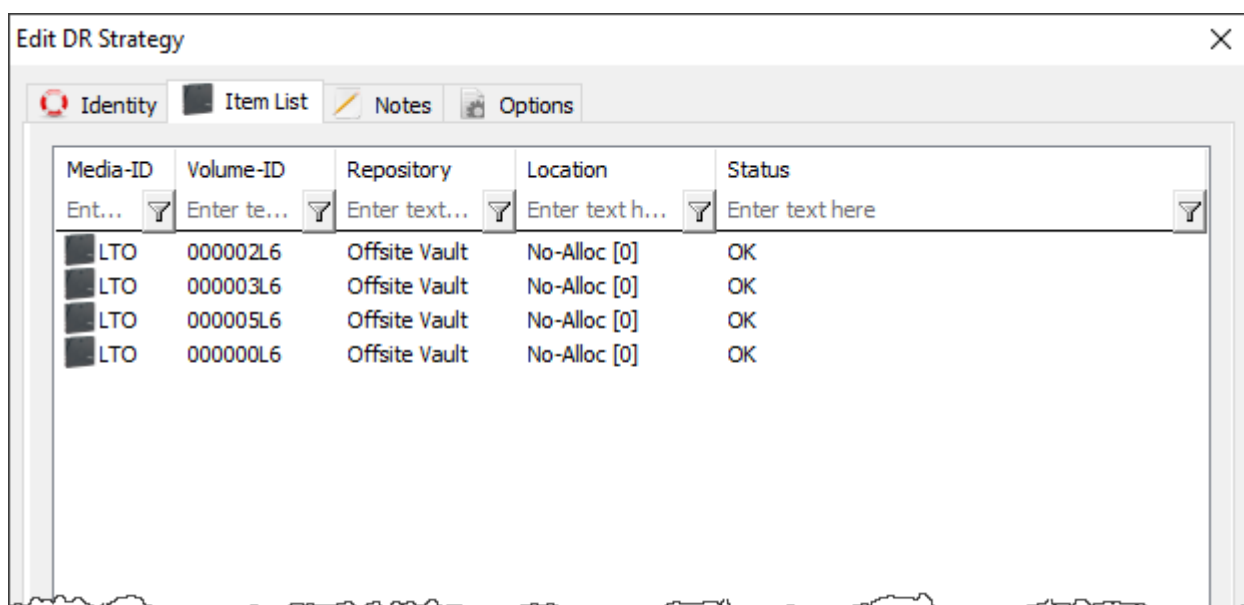 Edit DR Strategy
Identity Item List Notes Options
Media-ID Volume-ID Repository Location Status
Ent... Enter te... Enter text... Enter text h... Enter text here
LTO 000002L6 Offsite Vault No-Alloc [0] OK
LTO 000003L6 Offsite Vault No-Alloc [0] OK
LTO 000005L6 Offsite Vault No-Alloc [0] OK
LTO 000000L6 Offsite Vault No-Alloc [0] OK